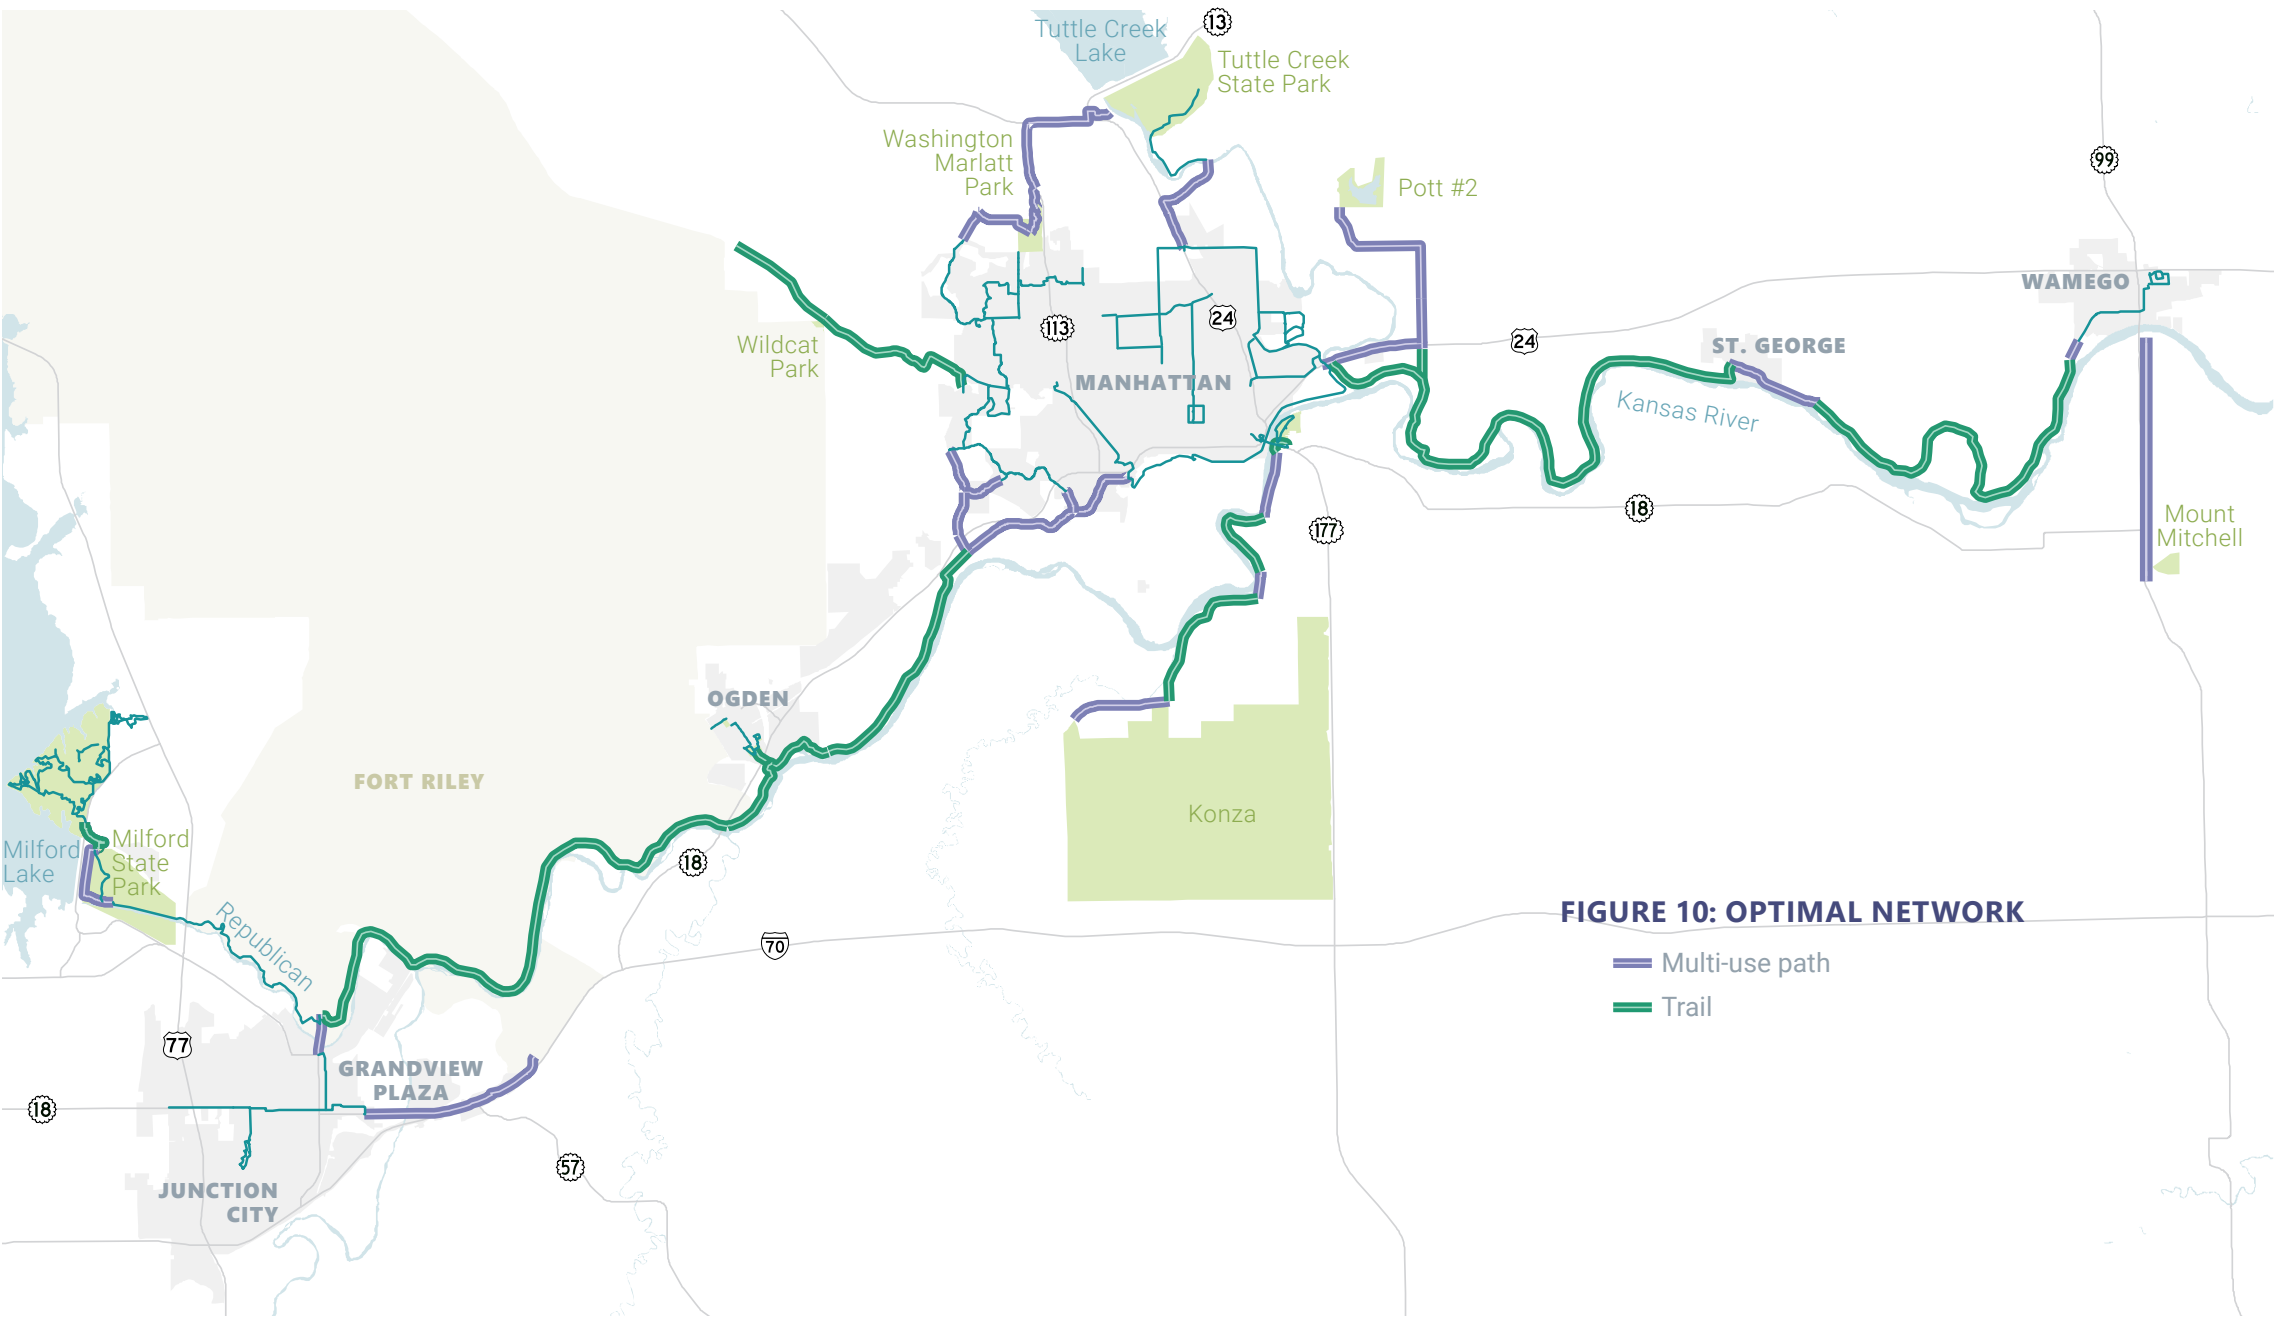 Tuttle Creek
Lake
13
Tuttle Creek
State Park
Washington
Marlatt
Park
Pott #2
99
WAMEGO
113
24
24
ST. GEORGE
Wildcat
Park
MANHATTAN
Kansas River
18
177
Mount
Mitchell
OGDEN
FORT RILEY
Konza
Milford
Lake
Milford
State
Park
18
Republican
70
FIGURE 10: OPTIMAL NETWORK
Multi-use path
Trail
77
GRANDVIEW
PLAZA
18
57
JUNCTION
CITY